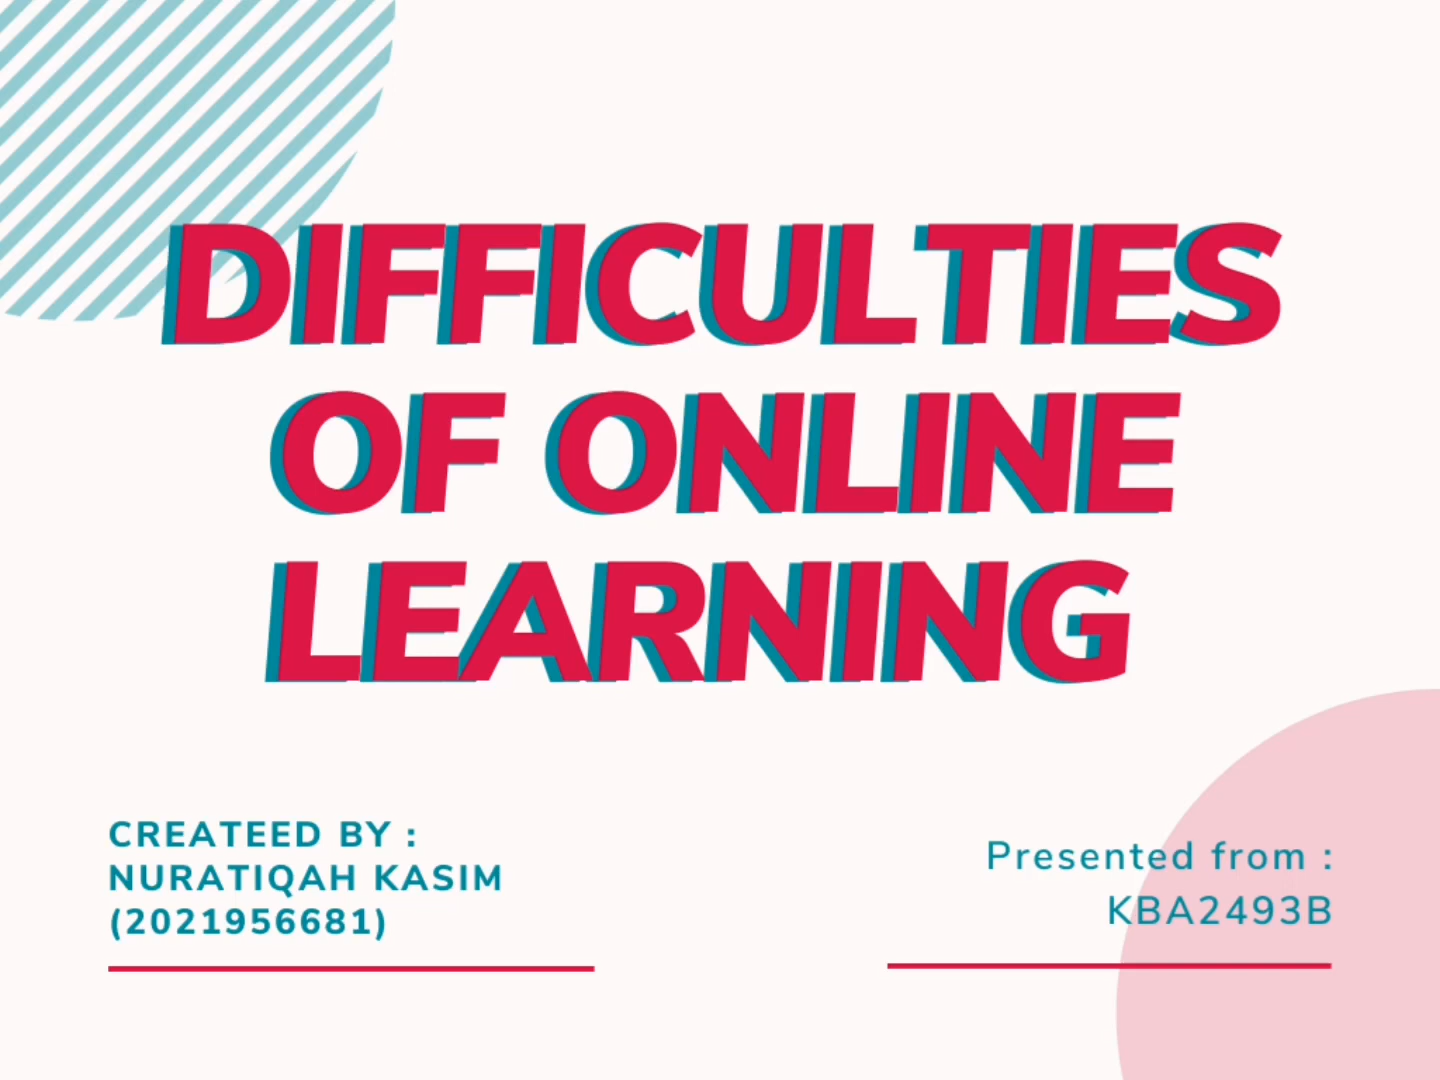 DIFFICULTIES
OF ONLINE
LEARNING
CREATEED BY :
NURATIQAH KASIM
(2021956681)
Presented from :
KBA2493B